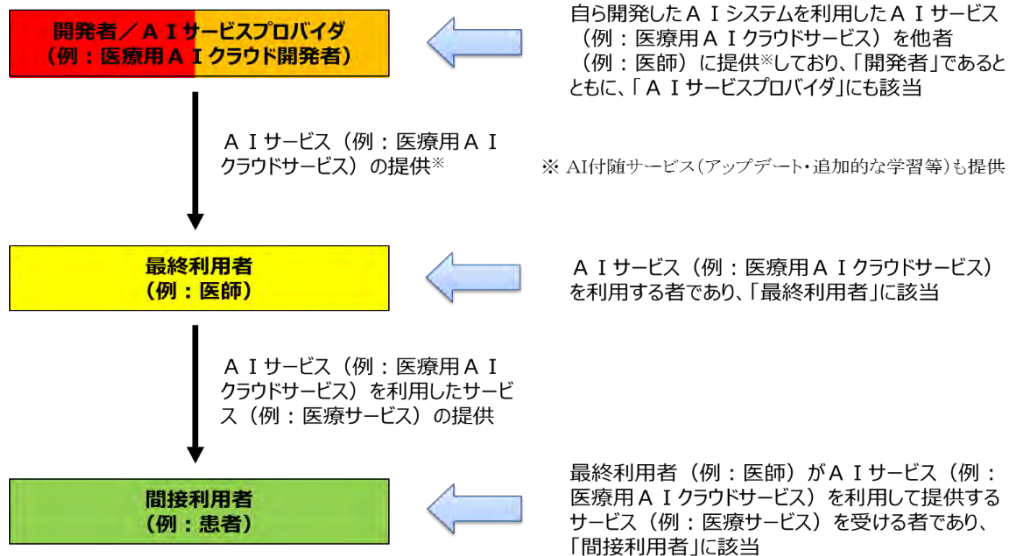 開発者／ＡＩサービスプロバイダ
（例：医療用ＡＩクラウド開発者）
自ら開発したＡＩシステムを利用したＡＩサービス
（例：医療用ＡＩクラウドサービス）を他者
（例：医師）に提供※しており、「開発者」であると
ともに、「ＡＩサービスプロバイダ」にも該当
ＡＩサービス（例：医療用ＡＩ
クラウドサービス）の提供※
※ AI付随サービス（アップデート・追加的な学習等）も提供
最終利用者
（例：医師）
ＡＩサービス（例：医療用ＡＩクラウドサービス）
を利用する者であり、「最終利用者」に該当
ＡＩサービス（例：医療用ＡＩ
クラウドサービス）を利用したサービ
ス（例：医療サービス）の提供
間接利用者
（例：患者）
最終利用者（例：医師）がＡＩサービス（例：
医療用ＡＩクラウドサービス）を利用して提供する
サービス（例：医療サービス）を受ける者であり、
「間接利用者」に該当